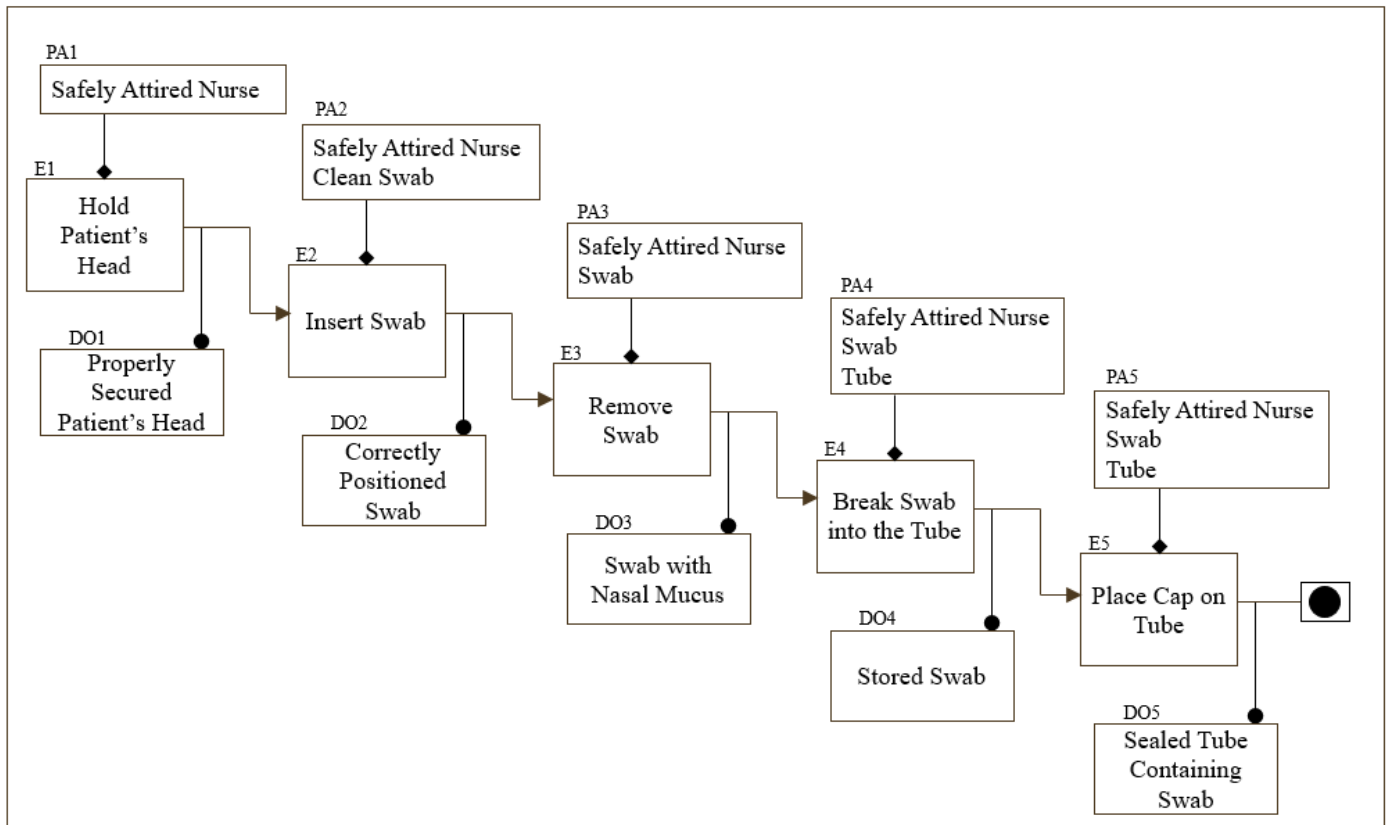 PA1
Safely Attired Nurse
E1
Hold
Patient’s
Head
DO1
Properly
Secured
Patient’s Head
PA2
Safely Attired Nurse
Clean Swab
E2
Insert Swab
DO2
Correctly
Positioned
Swab
PA3
Safely Attired Nurse
Swab
E3
Remove
Swab
DO3
Swab with
Nasal Mucus
PA4
Safely Attired Nurse
Swab
Tube
E4
Break Swab
into the Tube
DO4
Stored Swab
PA5
Safely Attired Nurse
Swab
Tube
E5
Place Cap on
Tube
DO5
Sealed Tube
Containing
Swab